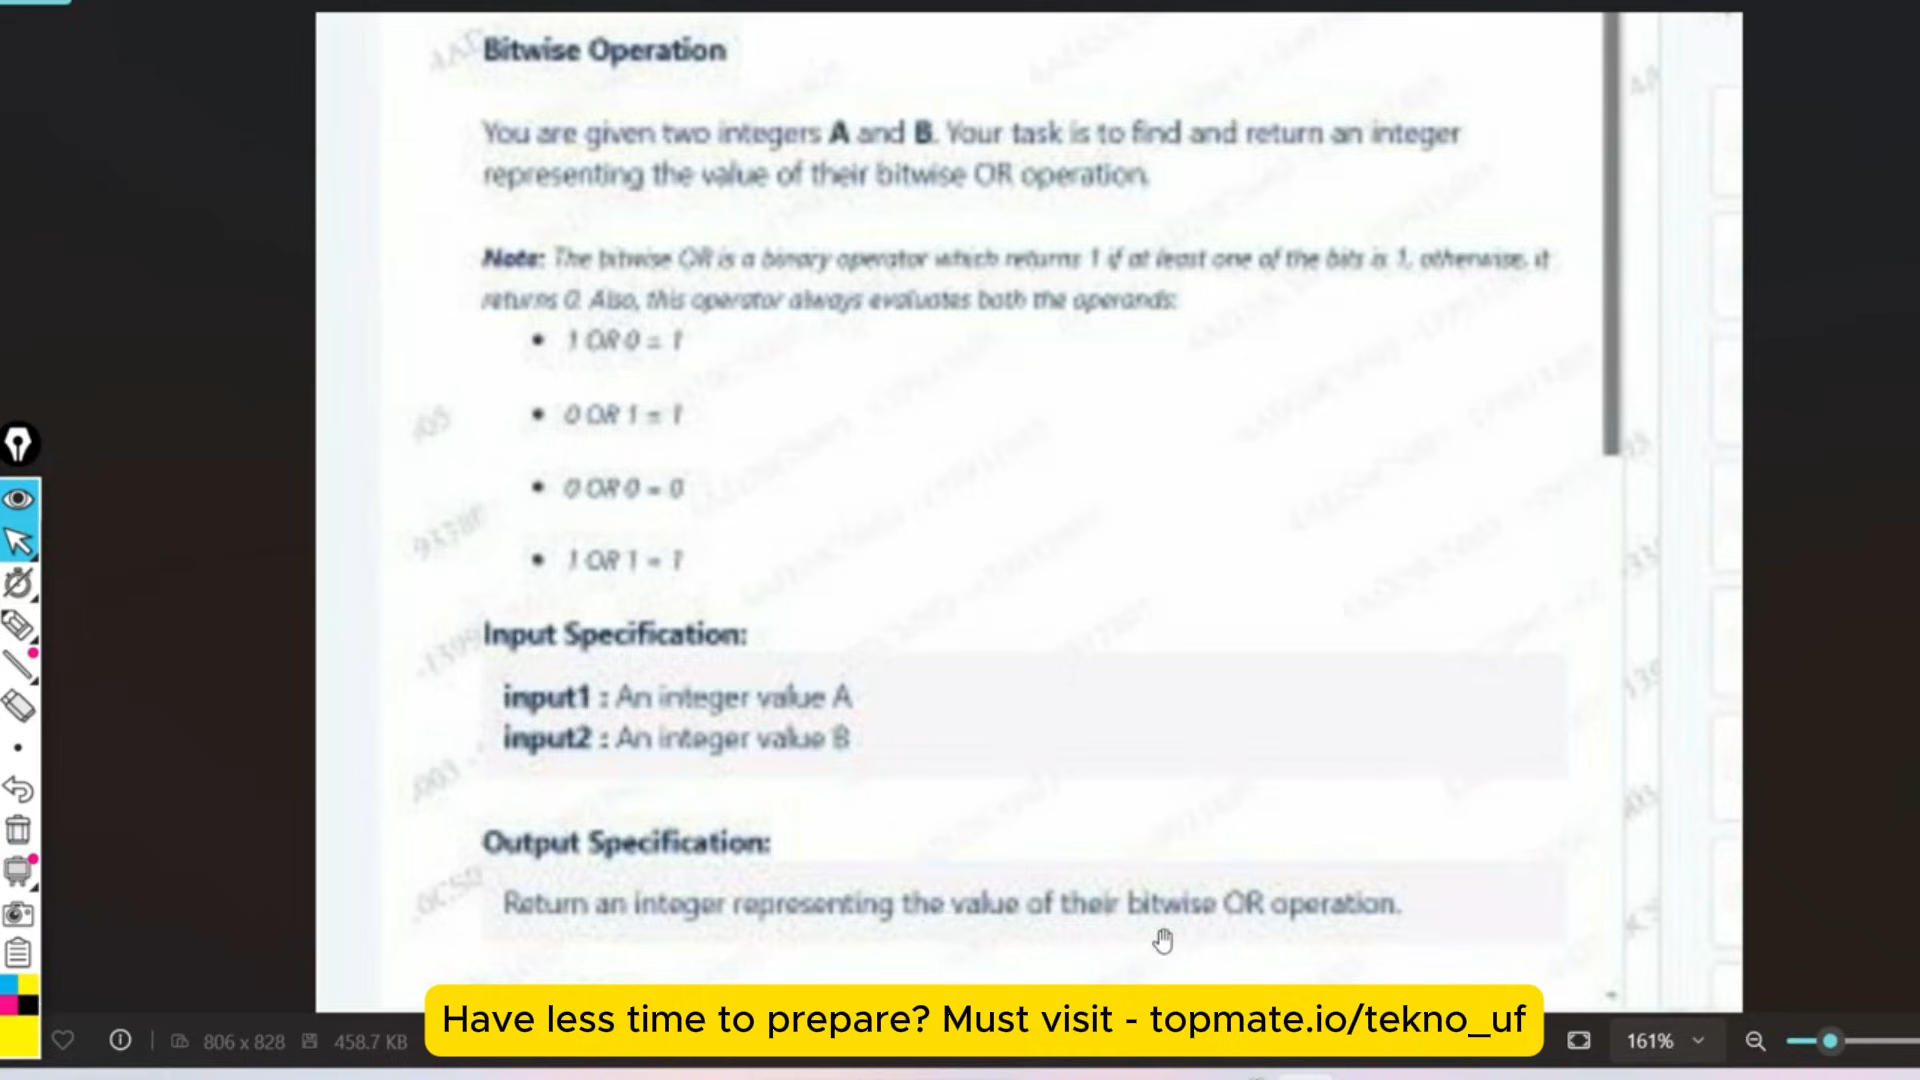 Bitwise Operation
You are given two integers A and B. Your task is to find and return an integer
representing the value of their bitwise OR operation.
Note: The bitwise OR is a binary operator which returns 1 if at least one of the bits is 1, otherwise, it
returns 0. Also, this operator always evaluates both the operands:
• 1 OR 0 = 1
• 0 OR 1 = 1
• 0 OR 0 = 0
• 1 OR 1 = 1
Input Specification:
input1 : An integer value A
input2 : An integer value B
Output Specification:
Return an integer representing the value of their bitwise OR operation.
Have less time to prepare? Must visit - topmate.io/tekno_uf
806 x 828 458.7 KB 161%